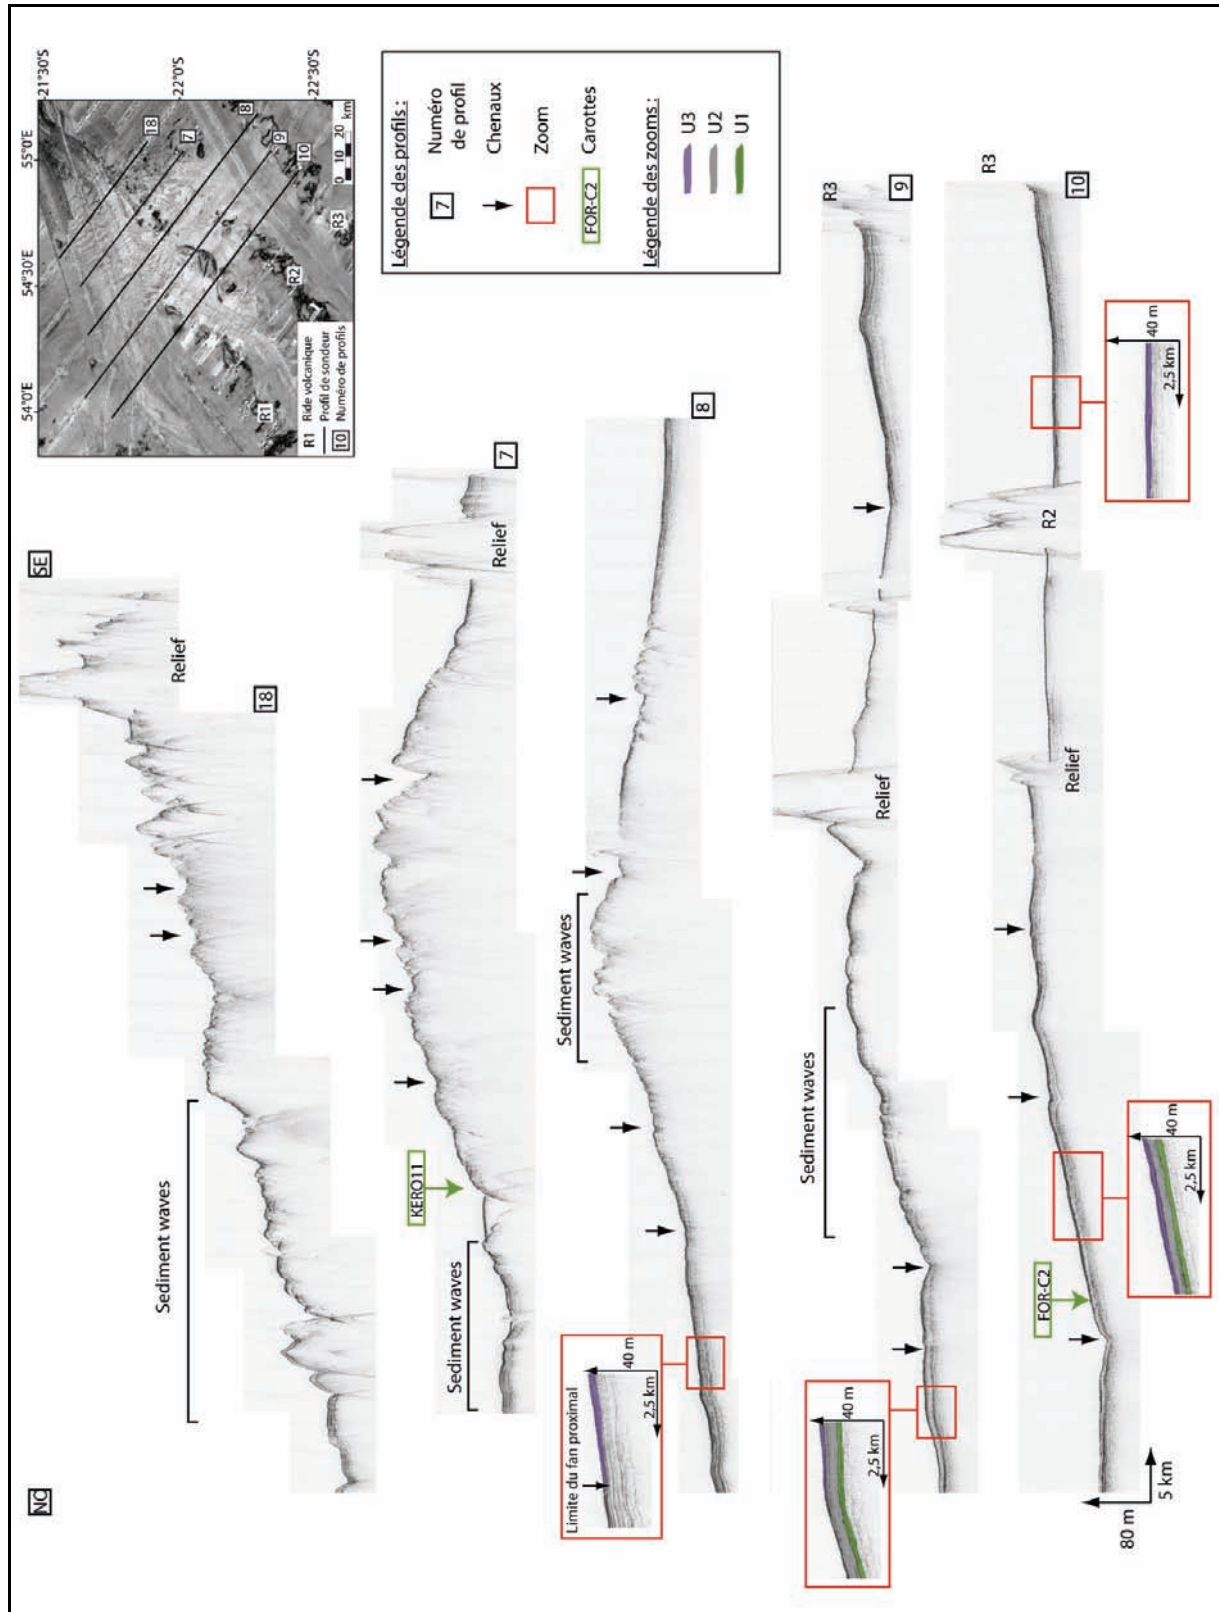 NO
SE
Sediment waves
18
Relief
Sediment waves
KERO11
7
Relief
Limite du fan proximal
40 m
2,5 km
Sediment waves
8
40 m
2,5 km
Sediment waves
Relief
R3
9
80 m
5 km
FOR-C2
40 m
2,5 km
Relief
R2
40 m
2,5 km
R3
10
54°0'E
54°30'E
55°0'E
21°30'S
22°0'S
22°30'S
18
7
8
9
10
R1
R2
R3
R1 Ride volcanique
Profil de sondeur
10 Numéro de profils
0 10 20
km
Légende des profils :
7 Numéro
de profil
Chenaux
Zoom
FOR-C2 Carottes
Légende des zooms :
U3
U2
U1